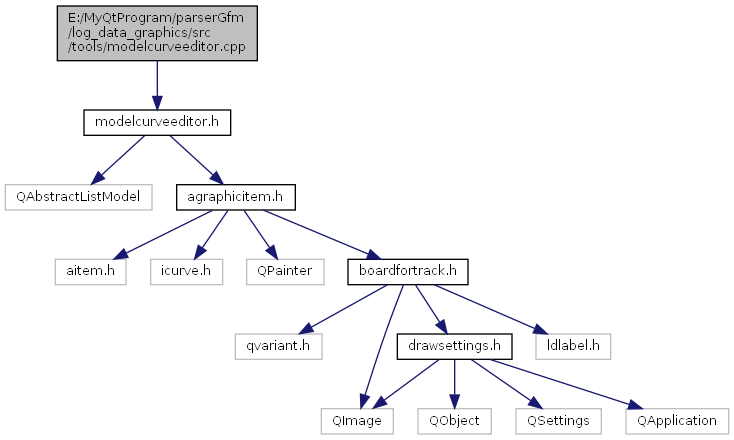 E:/MyQtProgram/parserGfm
/log_data_graphics/src
/tools/modelcurveeditor.cpp
modelcurveeditor.h
QAbstractListModel
agraphicitem.h
aitem.h
icurve.h
QPainter
boardfortrack.h
qvariant.h
drawsettings.h
ldlabel.h
QImage
QObject
QSettings
QApplication